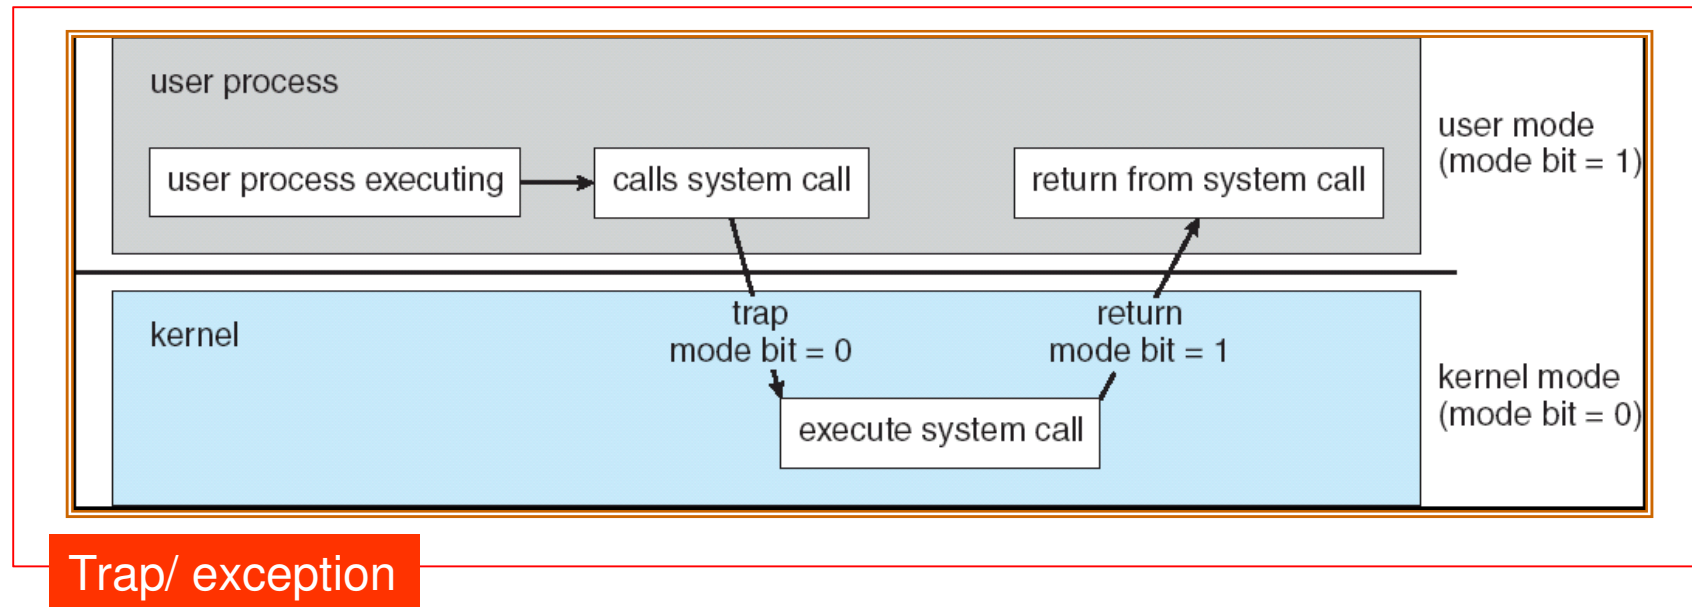 user process
user process executing
calls system call
return from system call
user mode
(mode bit = 1)
kernel
trap
mode bit = 0
return
mode bit = 1
execute system call
kernel mode
(mode bit = 0)
Trap/ exception